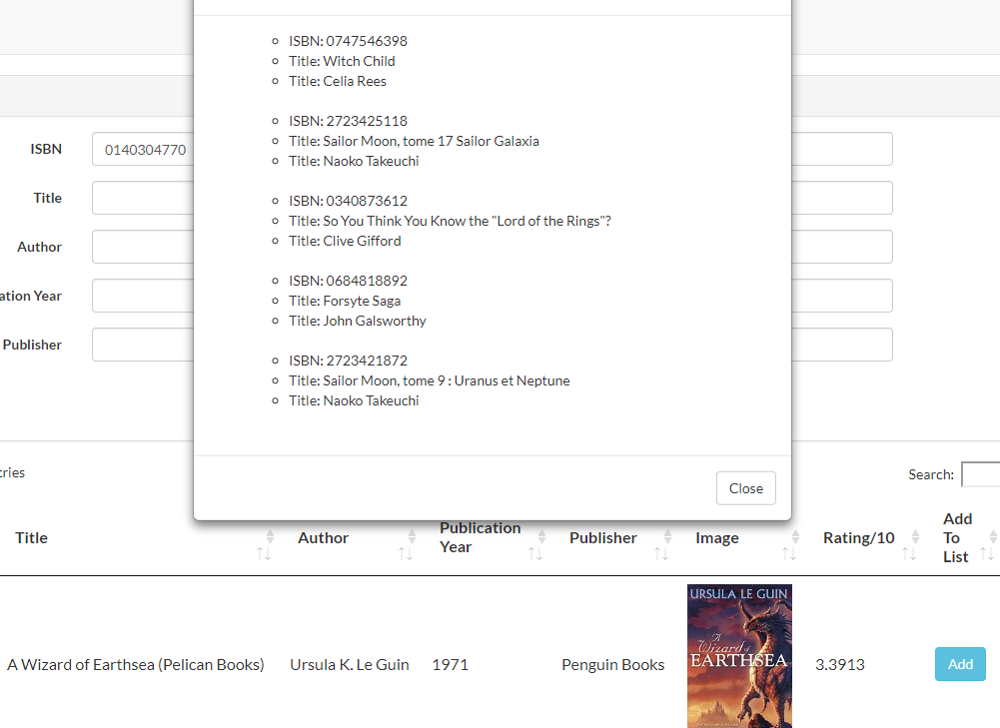 ISBN: 0747546398
Title: Witch Child
Title: Celia Rees
ISBN: 2723425118
Title: Sailor Moon, tome 17 Sailor Galaxia
Title: Naoko Takeuchi
ISBN: 0340873612
Title: So You Think You Know the "Lord of the Rings"?
Title: Clive Gifford
ISBN: 0684818892
Title: Forsyte Saga
Title: John Galsworthy
ISBN: 2723421872
Title: Sailor Moon, tome 9 : Uranus et Neptune
Title: Naoko Takeuchi
Close
ISBN 0140304770
Title
Author
ation Year
Publisher
tries
Search:
Title
Author
Publication
Year
Publisher
Image
Rating/10
Add
To
List
A Wizard of Earthsea (Pelican Books)
Ursula K. Le Guin
1971
Penguin Books
URSULA LE GUIN
A
Wizard of
EARTHSEA
3.3913
Add